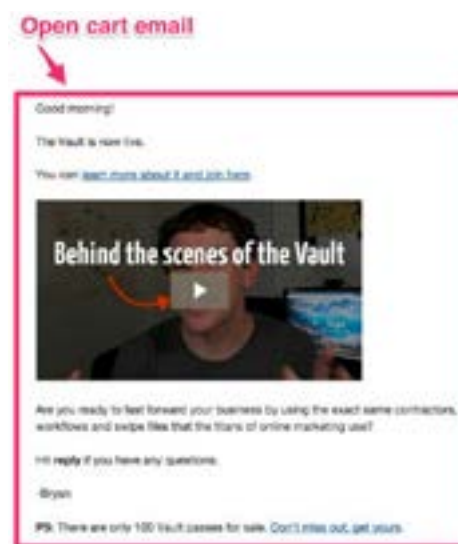 Open cart email
Good morning!
The Vault is now live.
You can learn more about it and join here.
Behind the scenes of the Vault
Are you ready to fast forward your business by using the exact same contractors,
workflows and swipe files that the titans of online marketing use?
Hit reply if you have any questions.
-Bryan
PS: There are only 100 Vault passes for sale. Don't miss out, get yours.